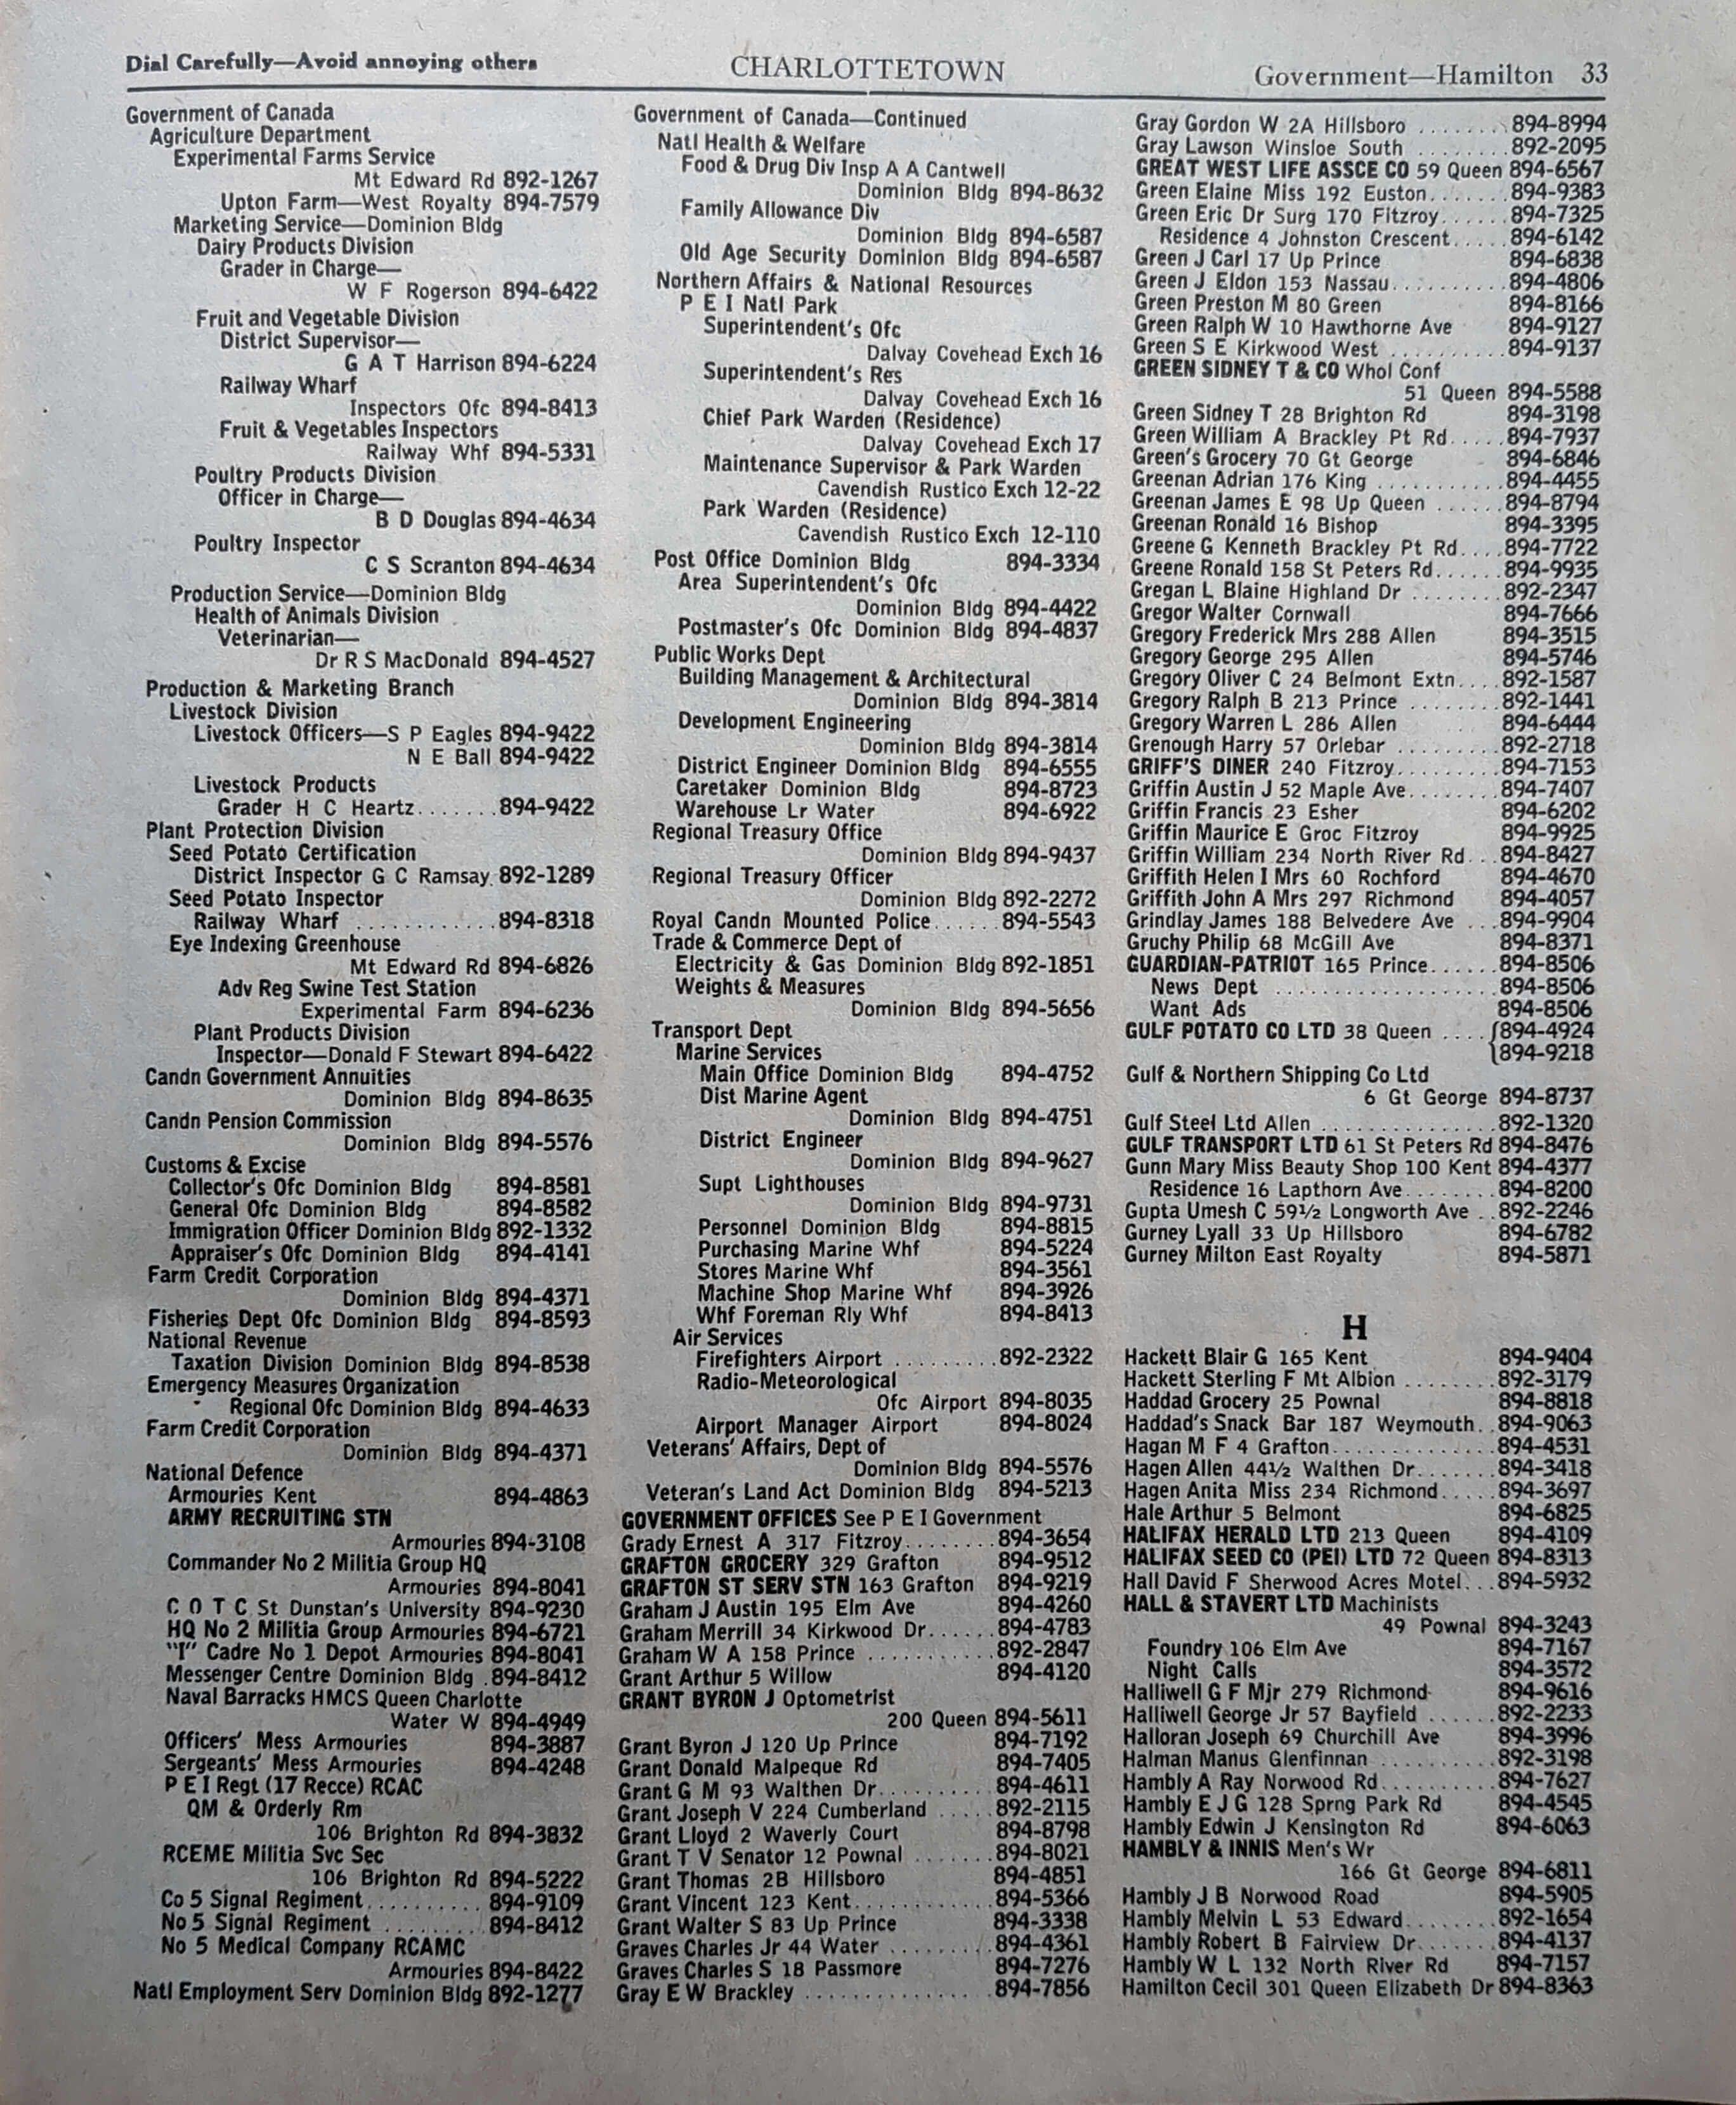 Dial Carefully—Avoid annoying others
CHARLOTTETOWN
Government—Hamilton 33
Government of Canada
Agriculture Department
Experimental Farms Service
Mt Edward Rd 892-1267
Upton Farm—West Royalty 894-7579
Marketing Service—Dominion Bldg
Dairy Products Division
Grader in Charge—
W F Rogerson 894-6422
Fruit and Vegetable Division
District Supervisor—
G A T Harrison 894-6224
Railway Wharf
Inspectors Ofc 894-8413
Fruit & Vegetables Inspectors
Railway Whf 894-5331
Poultry Products Division
Officer in Charge—
B D Douglas 894-4634
Poultry Inspector
C S Scranton 894-4634
Production Service—Dominion Bldg
Health of Animals Division
Veterinarian—
Dr R S MacDonald 894-4527
Production & Marketing Branch
Livestock Division
Livestock Officers—S P Eagles 894-9422
N E Ball 894-9422
Livestock Products
Grader H C Heartz.......894-9422
Plant Protection Division
Seed Potato Certification
District Inspector G C Ramsay. 892-1289
Seed Potato Inspector
Railway Wharf ............894-8318
Eye Indexing Greenhouse
Mt Edward Rd 894-6826
Adv Reg Swine Test Station
Experimental Farm 894-6236
Plant Products Division
Inspector—Donald F Stewart 894-6422
Candn Government Annuities
Dominion Bldg 894-8635
Candn Pension Commission
Dominion Bldg 894-5576
Customs & Excise
Collector's Ofc Dominion Bldg 894-8581
General Ofc Dominion Bldg 894-8582
Immigration Officer Dominion Bldg 892-1332
Appraiser's Ofc Dominion Bldg 894-4141
Farm Credit Corporation
Dominion Bldg 894-4371
Fisheries Dept Ofc Dominion Bldg 894-8593
National Revenue
Taxation Division Dominion Bldg 894-8538
Emergency Measures Organization
Regional Ofc Dominion Bldg 894-4633
Farm Credit Corporation
Dominion Bldg 894-4371
National Defence
Armouries Kent 894-4863
ARMY RECRUITING STN
Armouries 894-3108
Commander No 2 Militia Group HQ
Armouries 894-8041
C O T C St Dunstan's University 894-9230
HQ No 2 Militia Group Armouries 894-6721
"I" Cadre No 1 Depot Armouries 894-8041
Messenger Centre Dominion Bldg .894-8412
Naval Barracks HMCS Queen Charlotte
Water W 894-4949
Officers' Mess Armouries 894-3887
Sergeants' Mess Armouries 894-4248
P E I Regt (17 Recce) RCAC
QM & Orderly Rm
106 Brighton Rd 894-3832
RCEME Militia Svc Sec
106 Brighton Rd 894-5222
Co 5 Signal Regiment.......... 894-9109
No 5 Signal Regiment ......... 894-8412
No 5 Medical Company RCAMC
Armouries 894-8422
Natl Employment Serv Dominion Bldg 892-1277
Government of Canada—Continued
Natl Health & Welfare
Food & Drug Div Insp A A Cantwell
Dominion Bldg 894-8632
Family Allowance Div
Dominion Bldg 894-6587
Old Age Security Dominion Bldg 894-6587
Northern Affairs & National Resources
P E I Natl Park
Superintendent's Ofc
Dalvay Covehead Exch 16
Superintendent's Res
Dalvay Covehead Exch 16
Chief Park Warden (Residence)
Dalvay Covehead Exch 17
Maintenance Supervisor & Park Warden
Cavendish Rustico Exch 12-22
Park Warden (Residence)
Cavendish Rustico Exch 12-110
Post Office Dominion Bldg 894-3334
Area Superintendent's Ofc
Dominion Bldg 894-4422
Postmaster's Ofc Dominion Bldg 894-4837
Public Works Dept
Building Management & Architectural
Dominion Bldg 894-3814
Development Engineering
Dominion Bldg 894-3814
District Engineer Dominion Bldg 894-6555
Caretaker Dominion Bldg 894-8723
Warehouse Lr Water 894-6922
Regional Treasury Office
Dominion Bldg 894-9437
Regional Treasury Officer
Dominion Bldg 892-2272
Royal Candn Mounted Police...... 894-5543
Trade & Commerce Dept of
Electricity & Gas Dominion Bldg 892-1851
Weights & Measures
Dominion Bldg 894-5656
Transport Dept
Marine Services
Main Office Dominion Bldg 894-4752
Dist Marine Agent
Dominion Bldg 894-4751
District Engineer
Dominion Bldg 894-9627
Supt Lighthouses
Dominion Bldg 894-9731
Personnel Dominion Bldg 894-8815
Purchasing Marine Whf 894-5224
Stores Marine Whf 894-3561
Machine Shop Marine Whf 894-3926
Whf Foreman Rly Whf 894-8413
Air Services
Firefighters Airport .........892-2322
Radio-Meteorological
Ofc Airport 894-8035
Airport Manager Airport 894-8024
Veterans' Affairs, Dept of
Dominion Bldg 894-5576
Veteran's Land Act Dominion Bldg 894-5213
GOVERNMENT OFFICES See P E I Government
Grady Ernest A 317 Fitzroy........894-3654
GRAFTON GROCERY 329 Grafton 894-9512
GRAFTON ST SERV STN 163 Grafton 894-9219
Graham J Austin 195 Elm Ave 894-4260
Graham Merrill 34 Kirkwood Dr...... 894-4783
Graham W A 158 Prince ...........892-2847
Grant Arthur 5 Willow 894-4120
GRANT BYRON J Optometrist
200 Queen 894-5611
Grant Byron J 120 Up Prince 894-7192
Grant Donald Malpeque Rd 894-7405
Grant G M 93 Walthen Dr.......... 894-4611
Grant Joseph V 224 Cumberland ..... 892-2115
Grant Lloyd 2 Waverly Court 894-8798
Grant T V Senator 12 Pownal .......894-8021
Grant Thomas 2B Hillsboro 894-4851
Grant Vincent 123 Kent............ 894-5366
Grant Walter S 83 Up Prince 894-3338
Graves Charles Jr 44 Water .........894-4361
Graves Charles S 18 Passmore 894-7276
Gray E W Brackley ................894-7856
Gray Gordon W 2A Hillsboro ........894-8994
Gray Lawson Winsloe South ........892-2095
GREAT WEST LIFE ASSCE CO 59 Queen 894-6567
Green Elaine Miss 192 Euston.......894-9383
Green Eric Dr Surg 170 Fitzroy......894-7325
Residence 4 Johnston Crescent.....894-6142
Green J Carl 17 Up Prince 894-6838
Green J Eldon 153 Nassau..........894-4806
Green Preston M 80 Green 894-8166
Green Ralph W 10 Hawthorne Ave 894-9127
Green S E Kirkwood West ..........894-9137
GREEN SIDNEY T & CO Whol Conf
51 Queen 894-5588
Green Sidney T 28 Brighton Rd 894-3198
Green William A Brackley Pt Rd.....894-7937
Green's Grocery 70 Gt George 894-6846
Greenan Adrian 176 King ...........894-4455
Greenan James E 98 Up Queen ......894-8794
Greenan Ronald 16 Bishop 894-3395
Greene G Kenneth Brackley Pt Rd....894-7722
Greene Ronald 158 St Peters Rd......894-9935
Gregan L Blaine Highland Dr ........892-2347
Gregor Walter Cornwall 894-7666
Gregory Frederick Mrs 288 Allen 894-3515
Gregory George 295 Allen 894-5746
Gregory Oliver C 24 Belmont Extn....892-1587
Gregory Ralph B 213 Prince ........892-1441
Gregory Warren L 286 Allen 894-6444
Grenough Harry 57 Orlebar .........892-2718
GRIFF'S DINER 240 Fitzroy.........894-7153
Griffin Austin J 52 Maple Ave........894-7407
Griffin Francis 23 Esher 894-6202
Griffin Maurice E Groc Fitzroy 894-9925
Griffin William 234 North River Rd...894-8427
Griffith Helen I Mrs 60 Rochford 894-4670
Griffith John A Mrs 297 Richmond 894-4057
Grindlay James 188 Belvedere Ave ...894-9904
Gruchy Philip 68 McGill Ave 894-8371
GUARDIAN-PATRIOT 165 Prince......894-8506
News Dept ....................894-8506
Want Ads 894-8506
GULF POTATO CO LTD 38 Queen ....{894-4924
{894-9218
Gulf & Northern Shipping Co Ltd
6 Gt George 894-8737
Gulf Steel Ltd Allen ................892-1320
GULF TRANSPORT LTD 61 St Peters Rd 894-8476
Gunn Mary Miss Beauty Shop 100 Kent 894-4377
Residence 16 Lapthorn Ave........894-8200
Gupta Umesh C 59½ Longworth Ave ..892-2246
Gurney Lyall 33 Up Hillsboro 894-6782
Gurney Milton East Royalty 894-5871
H
Hackett Blair G 165 Kent 894-9404
Hackett Sterling F Mt Albion ........892-3179
Haddad Grocery 25 Pownal 894-8818
Haddad's Snack Bar 187 Weymouth..894-9063
Hagan M F 4 Grafton...............894-4531
Hagen Allen 44½ Walthen Dr.......894-3418
Hagen Anita Miss 234 Richmond.....894-3697
Hale Arthur 5 Belmont 894-6825
HALIFAX HERALD LTD 213 Queen 894-4109
HALIFAX SEED CO (PEI) LTD 72 Queen 894-8313
Hall David F Sherwood Acres Motel...894-5932
HALL & STAVERT LTD Machinists
49 Pownal 894-3243
Foundry 106 Elm Ave 894-7167
Night Calls 894-3572
Halliwell G F Mjr 279 Richmond 894-9616
Halliwell George Jr 57 Bayfield ......892-2233
Halloran Joseph 69 Churchill Ave 894-3996
Halman Manus Glenfinnan ..........892-3198
Hambly A Ray Norwood Rd..........894-7627
Hambly E J G 128 Sprng Park Rd 894-4545
Hambly Edwin J Kensington Rd 894-6063
HAMBLY & INNIS Men's Wr
166 Gt George 894-6811
Hambly J B Norwood Road 894-5905
Hambly Melvin L 53 Edward........892-1654
Hambly Robert B Fairview Dr.......894-4137
Hambly W L 132 North River Rd 894-7157
Hamilton Cecil 301 Queen Elizabeth Dr 894-8363